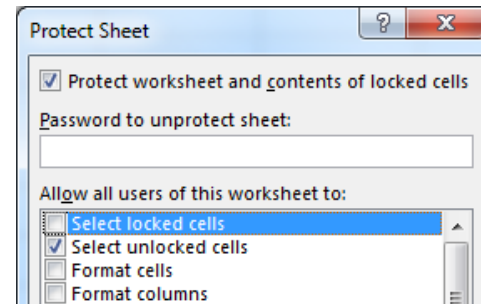 Protect Sheet
Protect worksheet and contents of locked cells
Password to unprotect sheet:
Allow all users of this worksheet to:
Select locked cells
Select unlocked cells
Format cells
Format columns